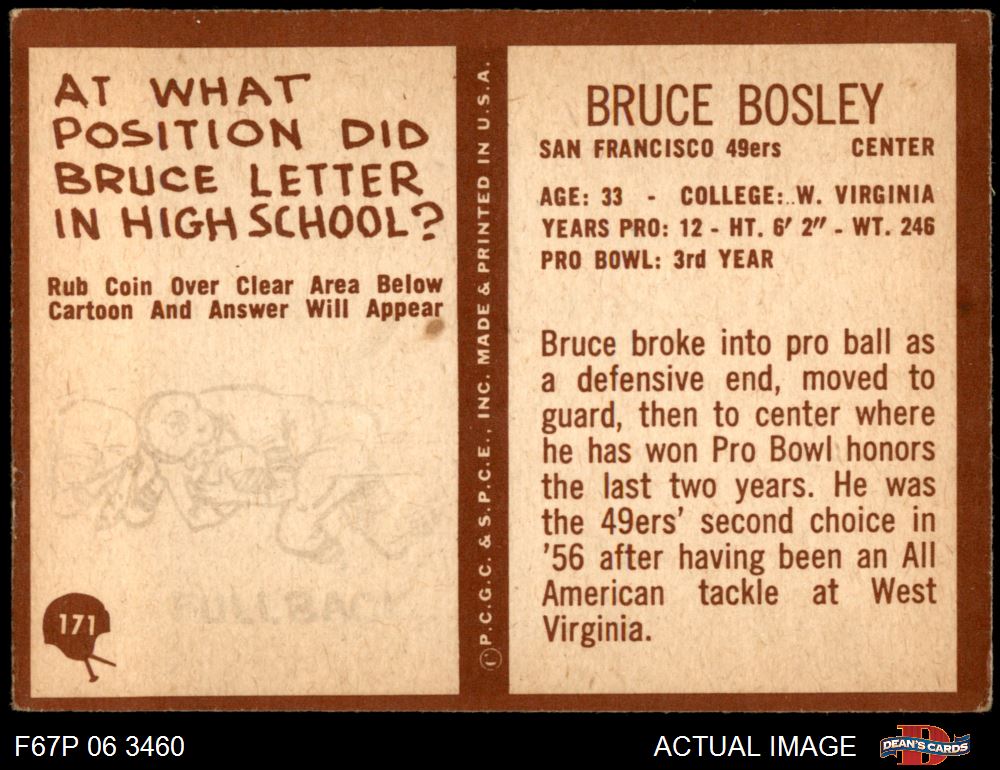 AT WHAT
POSITION DID
BRUCE LETTER
IN HIGH SCHOOL?
Rub Coin Over Clear Area Below
Cartoon And Answer Will Appear
FULLBACK
171
© P.C.G.C. & S.P.C.E., INC. MADE & PRINTED IN U.S.A.
BRUCE BOSLEY
SAN FRANCISCO 49ers CENTER
AGE: 33 - COLLEGE: W. VIRGINIA
YEARS PRO: 12 - HT. 6' 2" - WT. 246
PRO BOWL: 3rd YEAR
Bruce broke into pro ball as
a defensive end, moved to
guard, then to center where
he has won Pro Bowl honors
the last two years. He was
the 49ers' second choice in
'56 after having been an All
American tackle at West
Virginia.
F67P 06 3460
ACTUAL IMAGE
DEAN'S CARDS